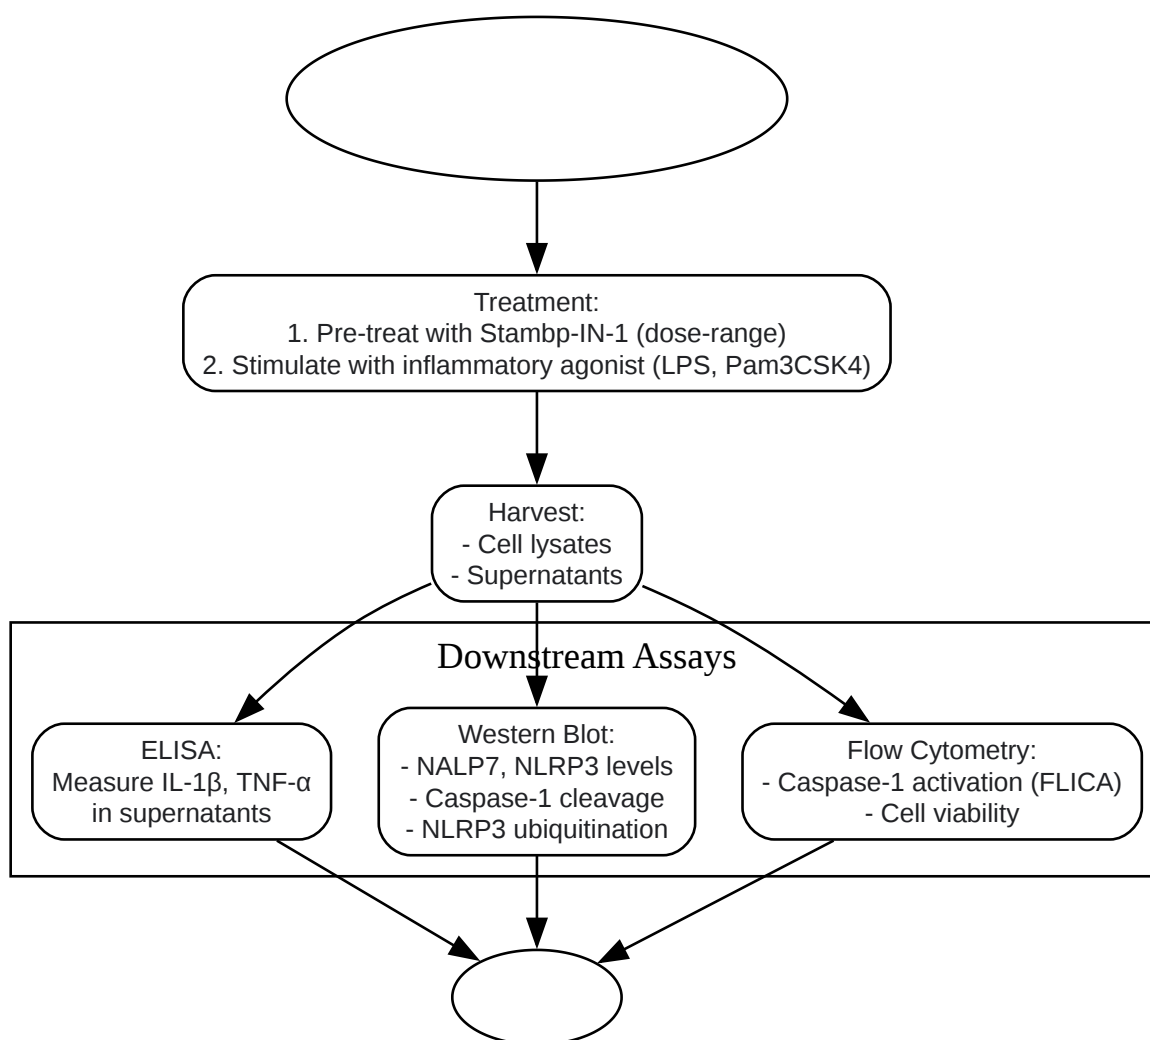 Treatment:
1. Pre-treat with Stambp-IN-1 (dose-range)
2. Stimulate with inflammatory agonist (LPS, Pam3CSK4)
Harvest:
- Cell lysates
- Supernatants
Downstream Assays
ELISA:
Measure IL-1β, TNF-α
in supernatants
Western Blot:
- NALP7, NLRP3 levels
- Caspase-1 cleavage
- NLRP3 ubiquitination
Flow Cytometry:
- Caspase-1 activation (FLICA)
- Cell viability